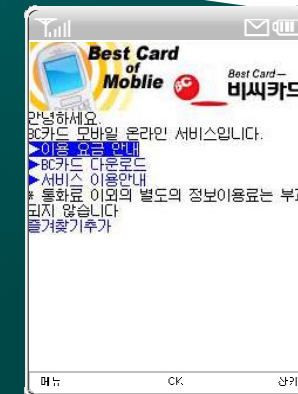 Best Card
of
Moblie
Best Card
비씨카드
안녕하세요.
BC카드 모바일 온라인 서비스입니다.
▶이용 요금 안내
▶BC카드 다운로드
▶서비스 이용안내
* 통화료 이외의 별도의 정보이용료는 부과
되지 않습니다
즐겨찾기추가
메뉴
OK